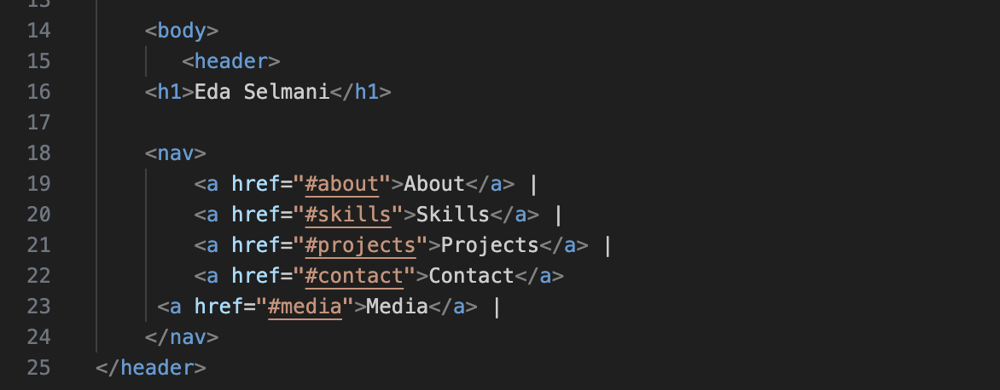 14 <body>
15 <header>
16 <h1>Eda Selmani</h1>
17
18 <nav>
19 <a href="#about">About</a> |
20 <a href="#skills">Skills</a> |
21 <a href="#projects">Projects</a> |
22 <a href="#contact">Contact</a>
23 <a href="#media">Media</a> |
24 </nav>
25 </header>